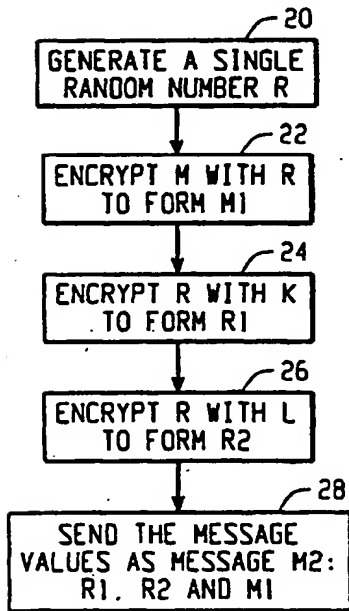 20
GENERATE A SINGLE
RANDOM NUMBER R
22
ENCRYPT M WITH R
TO FORM M1
24
ENCRYPT R WITH K
TO FORM R1
26
ENCRYPT R WITH L
TO FORM R2
28
SEND THE MESSAGE
VALUES AS MESSAGE M2:
R1, R2 AND M1